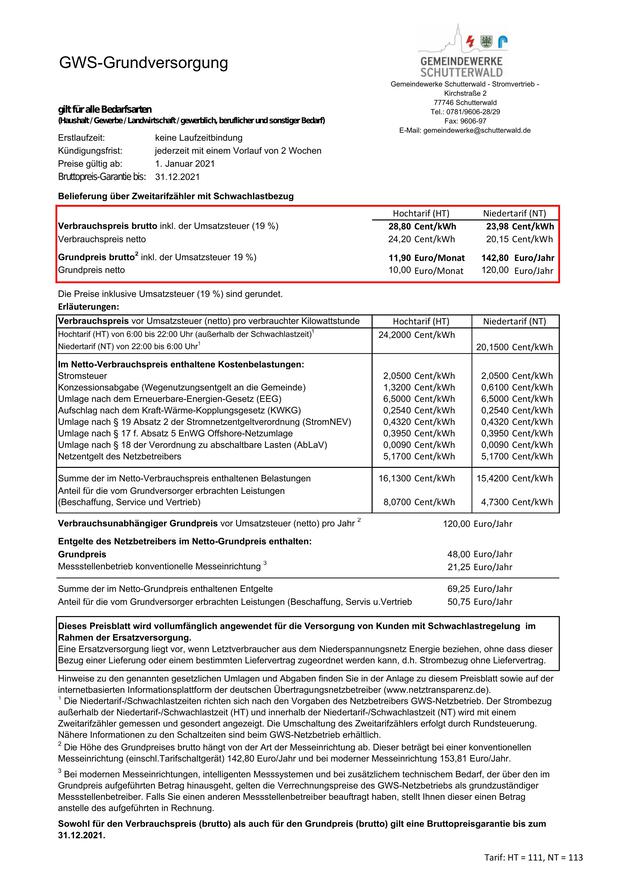 GWS-Grundversorgung
GEMEINDEWERKE
SCHUTTERWALD
Gemeindewerke Schutterwald - Stromvertrieb -
Kirchstraße 2
77746 Schutterwald
Tel.: 0781/9606-28/29
Fax: 9606-97
E-Mail: gemeindewerke@schutterwald.de
gilt für alle Bedarfsarten
(Haushalt / Gewerbe / Landwirtschaft / gewerblich, beruflicher und sonstiger Bedarf)
Erstlaufzeit: keine Laufzeitbindung
Kündigungsfrist: jederzeit mit einem Vorlauf von 2 Wochen
Preise gültig ab: 1. Januar 2021
Bruttopreis-Garantie bis: 31.12.2021
Belieferung über Zweitarifzähler mit Schwachlastbezug
Hochtarif (HT) Niedertarif (NT)
Verbrauchspreis brutto inkl. der Umsatzsteuer (19 %) 28,80 Cent/kWh 23,98 Cent/kWh
Verbrauchspreis netto 24,20 Cent/kWh 20,15 Cent/kWh
Grundpreis brutto² inkl. der Umsatzsteuer 19 %) 11,90 Euro/Monat 142,80 Euro/Jahr
Grundpreis netto 10,00 Euro/Monat 120,00 Euro/Jahr
Die Preise inklusive Umsatzsteuer (19 %) sind gerundet.
Erläuterungen:
Verbrauchspreis vor Umsatzsteuer (netto) pro verbrauchter Kilowattstunde Hochtarif (HT) Niedertarif (NT)
Hochtarif (HT) von 6:00 bis 22:00 Uhr (außerhalb der Schwachlastzeit)¹ 24,2000 Cent/kWh
Niedertarif (NT) von 22:00 bis 6:00 Uhr¹ 20,1500 Cent/kWh
Im Netto-Verbrauchspreis enthaltene Kostenbelastungen:
Stromsteuer 2,0500 Cent/kWh 2,0500 Cent/kWh
Konzessionsabgabe (Wegenutzungsentgelt an die Gemeinde) 1,3200 Cent/kWh 0,6100 Cent/kWh
Umlage nach dem Erneuerbare-Energien-Gesetz (EEG) 6,5000 Cent/kWh 6,5000 Cent/kWh
Aufschlag nach dem Kraft-Wärme-Kopplungsgesetz (KWKG) 0,2540 Cent/kWh 0,2540 Cent/kWh
Umlage nach § 19 Absatz 2 der Stromnetzentgeltverordnung (StromNEV) 0,4320 Cent/kWh 0,4320 Cent/kWh
Umlage nach § 17 f. Absatz 5 EnWG Offshore-Netzumlage 0,3950 Cent/kWh 0,3950 Cent/kWh
Umlage nach § 18 der Verordnung zu abschaltbare Lasten (AbLaV) 0,0090 Cent/kWh 0,0090 Cent/kWh
Netzentgelt des Netzbetreibers 5,1700 Cent/kWh 5,1700 Cent/kWh
Summe der im Netto-Verbrauchspreis enthaltenen Belastungen 16,1300 Cent/kWh 15,4200 Cent/kWh
Anteil für die vom Grundversorger erbrachten Leistungen
(Beschaffung, Service und Vertrieb) 8,0700 Cent/kWh 4,7300 Cent/kWh
Verbrauchsunabhängiger Grundpreis vor Umsatzsteuer (netto) pro Jahr ² 120,00 Euro/Jahr
Entgelte des Netzbetreibers im Netto-Grundpreis enthalten:
Grundpreis 48,00 Euro/Jahr
Messstellenbetrieb konventionelle Messeinrichtung ³ 21,25 Euro/Jahr
Summe der im Netto-Grundpreis enthaltenen Entgelte 69,25 Euro/Jahr
Anteil für die vom Grundversorger erbrachten Leistungen (Beschaffung, Servis u.Vertrieb 50,75 Euro/Jahr
Dieses Preisblatt wird vollumfänglich angewendet für die Versorgung von Kunden mit Schwachlastregelung im
Rahmen der Ersatzversorgung.
Eine Ersatzversorgung liegt vor, wenn Letztverbraucher aus dem Niederspannungsnetz Energie beziehen, ohne dass dieser
Bezug einer Lieferung oder einem bestimmten Liefervertrag zugeordnet werden kann, d.h. Strombezug ohne Liefervertrag.
Hinweise zu den genannten gesetzlichen Umlagen und Abgaben finden Sie in der Anlage zu diesem Preisblatt sowie auf der
internetbasierten Informationsplattform der deutschen Übertragungsnetzbetreiber (www.netztransparenz.de).
¹ Die Niedertarif-/Schwachlastzeiten richten sich nach den Vorgaben des Netzbetreibers GWS-Netzbetrieb. Der Strombezug
außerhalb der Niedertarif-/Schwachlastzeit (HT) und innerhalb der Niedertarif-/Schwachlastzeit (NT) wird mit einem
Zweitarifzähler gemessen und gesondert angezeigt. Die Umschaltung des Zweitarifzählers erfolgt durch Rundsteuerung.
Nähere Informationen zu den Schaltzeiten sind beim GWS-Netzbetrieb erhältlich.
² Die Höhe des Grundpreises brutto hängt von der Art der Messeinrichtung ab. Dieser beträgt bei einer konventionellen
Messeinrichtung (einschl.Tarifschaltgerät) 142,80 Euro/Jahr und bei moderner Messeinrichtung 153,81 Euro/Jahr.
³ Bei modernen Messeinrichtungen, intelligenten Messsystemen und bei zusätzlichem technischem Bedarf, der über den im
Grundpreis aufgeführten Betrag hinausgeht, gelten die Verrechnungspreise des GWS-Netzbetriebs als grundzuständiger
Messstellenbetreiber. Falls Sie einen anderen Messstellenbetreiber beauftragt haben, stellt Ihnen dieser einen Betrag
anstelle des aufgeführten in Rechnung.
Sowohl für den Verbrauchspreis (brutto) als auch für den Grundpreis (brutto) gilt eine Bruttopreisgarantie bis zum
31.12.2021.
Tarif: HT = 111, NT = 113